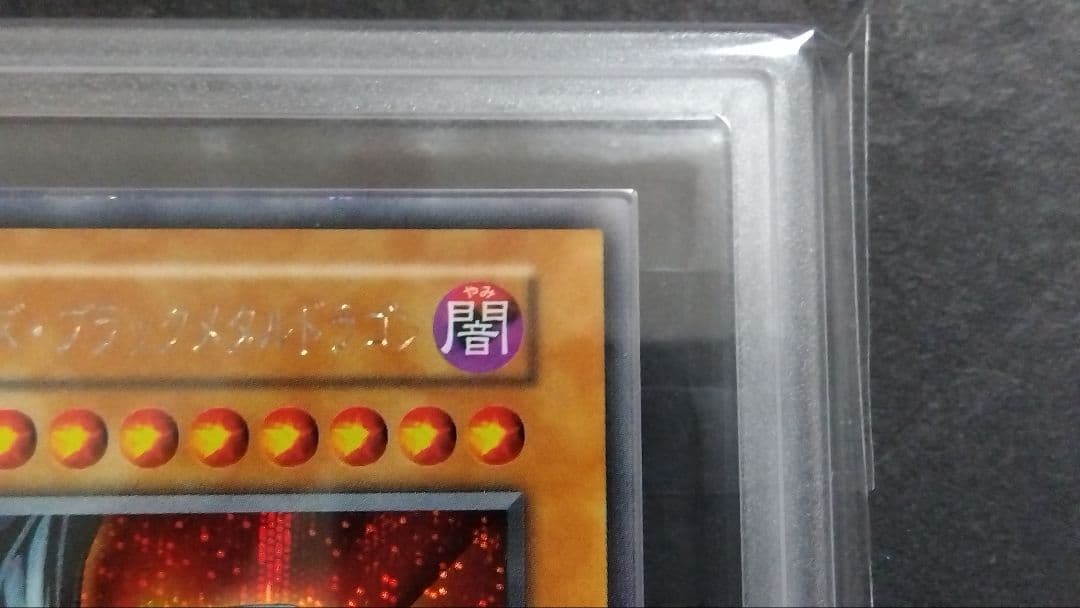 ズ・ブラックメタルドラゴン
やみ
闇